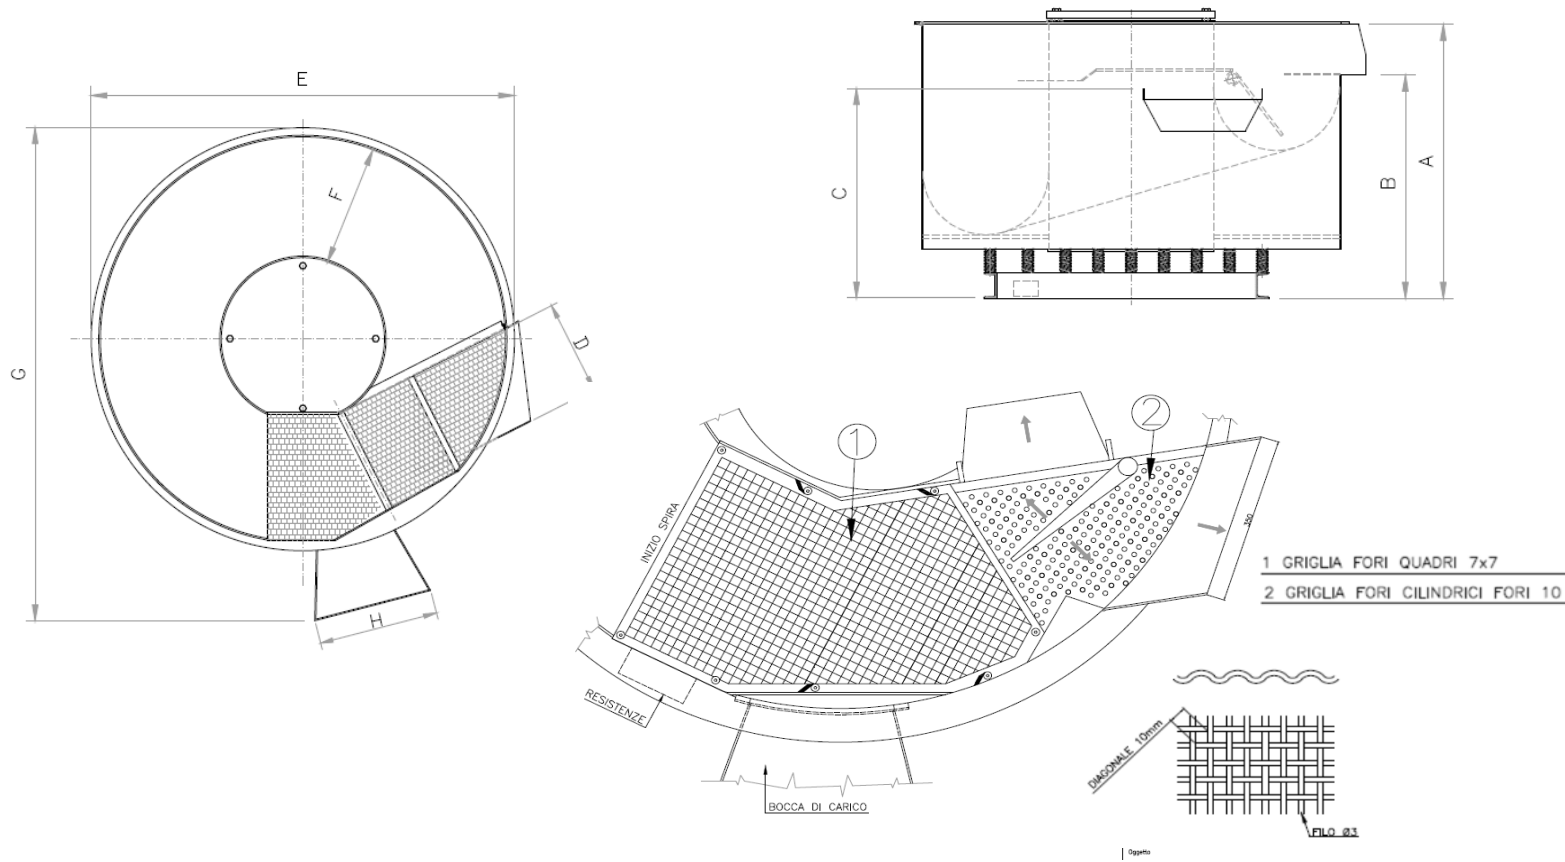 E
F
G
D
H
A
B
C
1
2
INIZIO SPIRA
350
RESISTENZE
BOCCA DI CARICO
1 GRIGLIA FORI QUADRI 7x7
2 GRIGLIA FORI CILINDRICI FORI 10
DIAGONALE 10mm
FILO Ø3
Oggetto